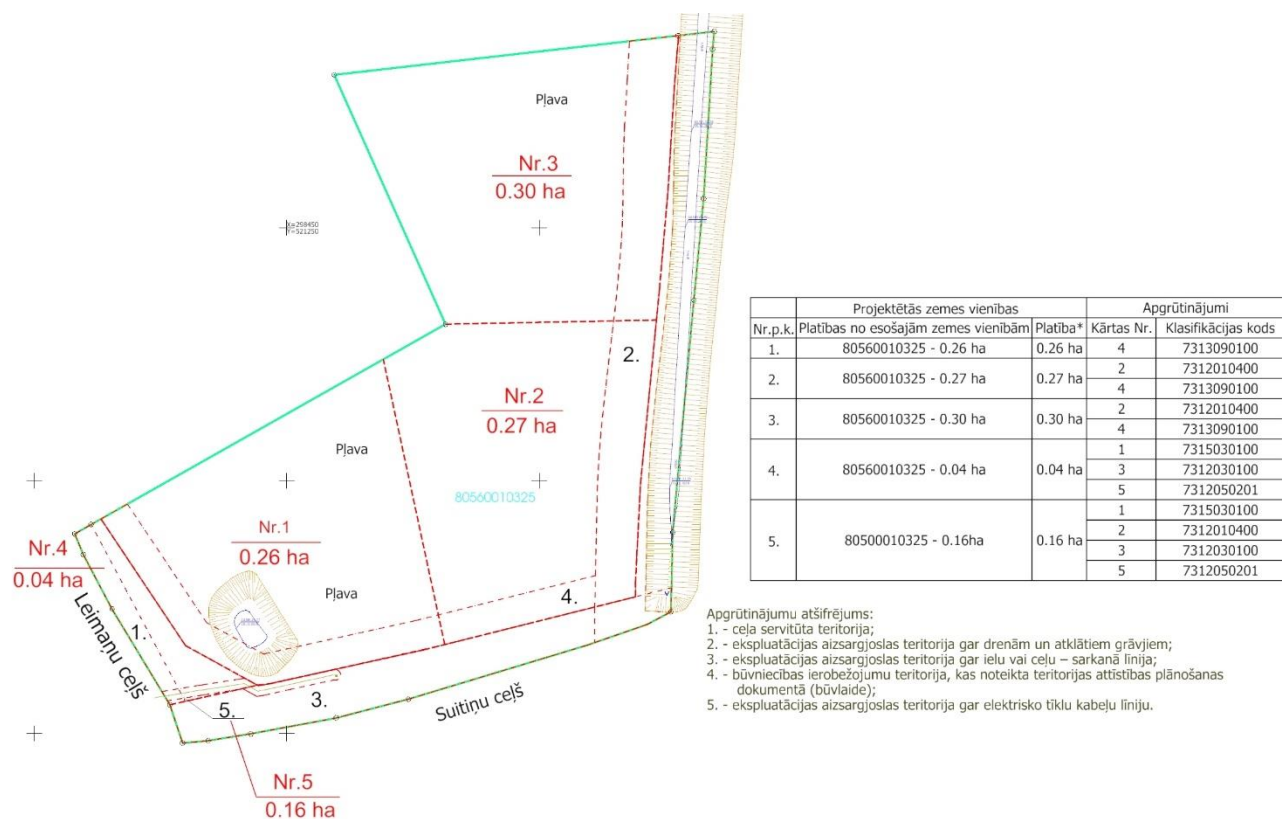 Pļava
Nr.3
0.30 ha
X=298450
Y=521250
2.
Nr.2
0.27 ha
Pļava
80560010325
Nr.1
0.26 ha
Nr.4
0.04 ha
Pļava
4.
1.
Leimaņu ceļš
3.
5.
Suitiņu ceļš
Nr.5
0.16 ha
Projektētās zemes vienības Apgrūtinājumi
Nr.p.k. Platības no esošajām zemes vienībām Platība* Kārtas Nr. Klasifikācijas kods
1. 80560010325 - 0.26 ha 0.26 ha 4 7313090100
2. 80560010325 - 0.27 ha 0.27 ha 2 7312010400
4 7313090100
3. 80560010325 - 0.30 ha 0.30 ha 2 7312010400
4 7313090100
4. 80560010325 - 0.04 ha 0.04 ha 1 7315030100
3 7312030100
5 7312050201
5. 80500010325 - 0.16ha 0.16 ha 1 7315030100
2 7312010400
3 7312030100
5 7312050201
Apgrūtinājumu atšifrējums:
1. - ceļa servitūta teritorija;
2. - ekspluatācijas aizsargjoslas teritorija gar drenām un atklātiem grāvjiem;
3. - ekspluatācijas aizsargjoslas teritorija gar ielu vai ceļu – sarkanā līnija;
4. - būvniecības ierobežojumu teritorija, kas noteikta teritorijas attīstības plānošanas
dokumentā (būvlaide);
5. - ekspluatācijas aizsargjoslas teritorija gar elektrisko tīklu kabeļu līniju.